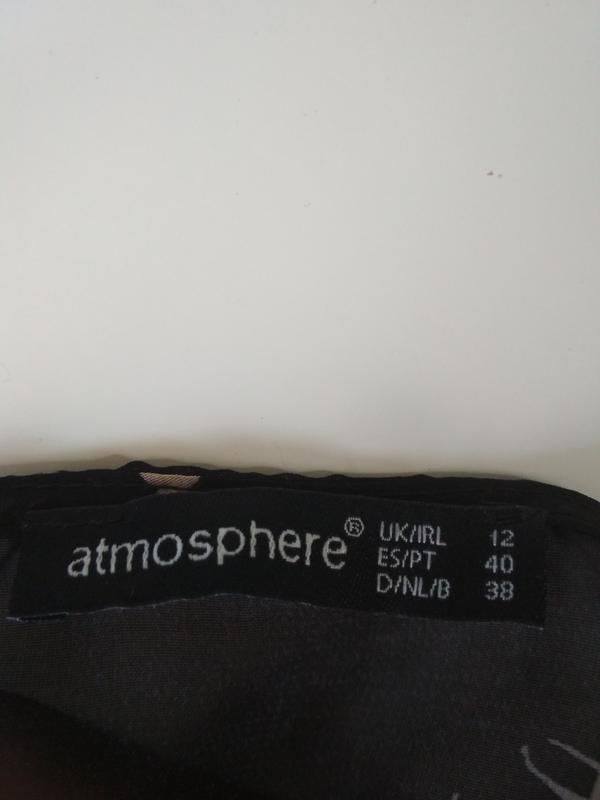 atmosphere®
UK/IRL 12
ES/PT 40
D/NL/B 38